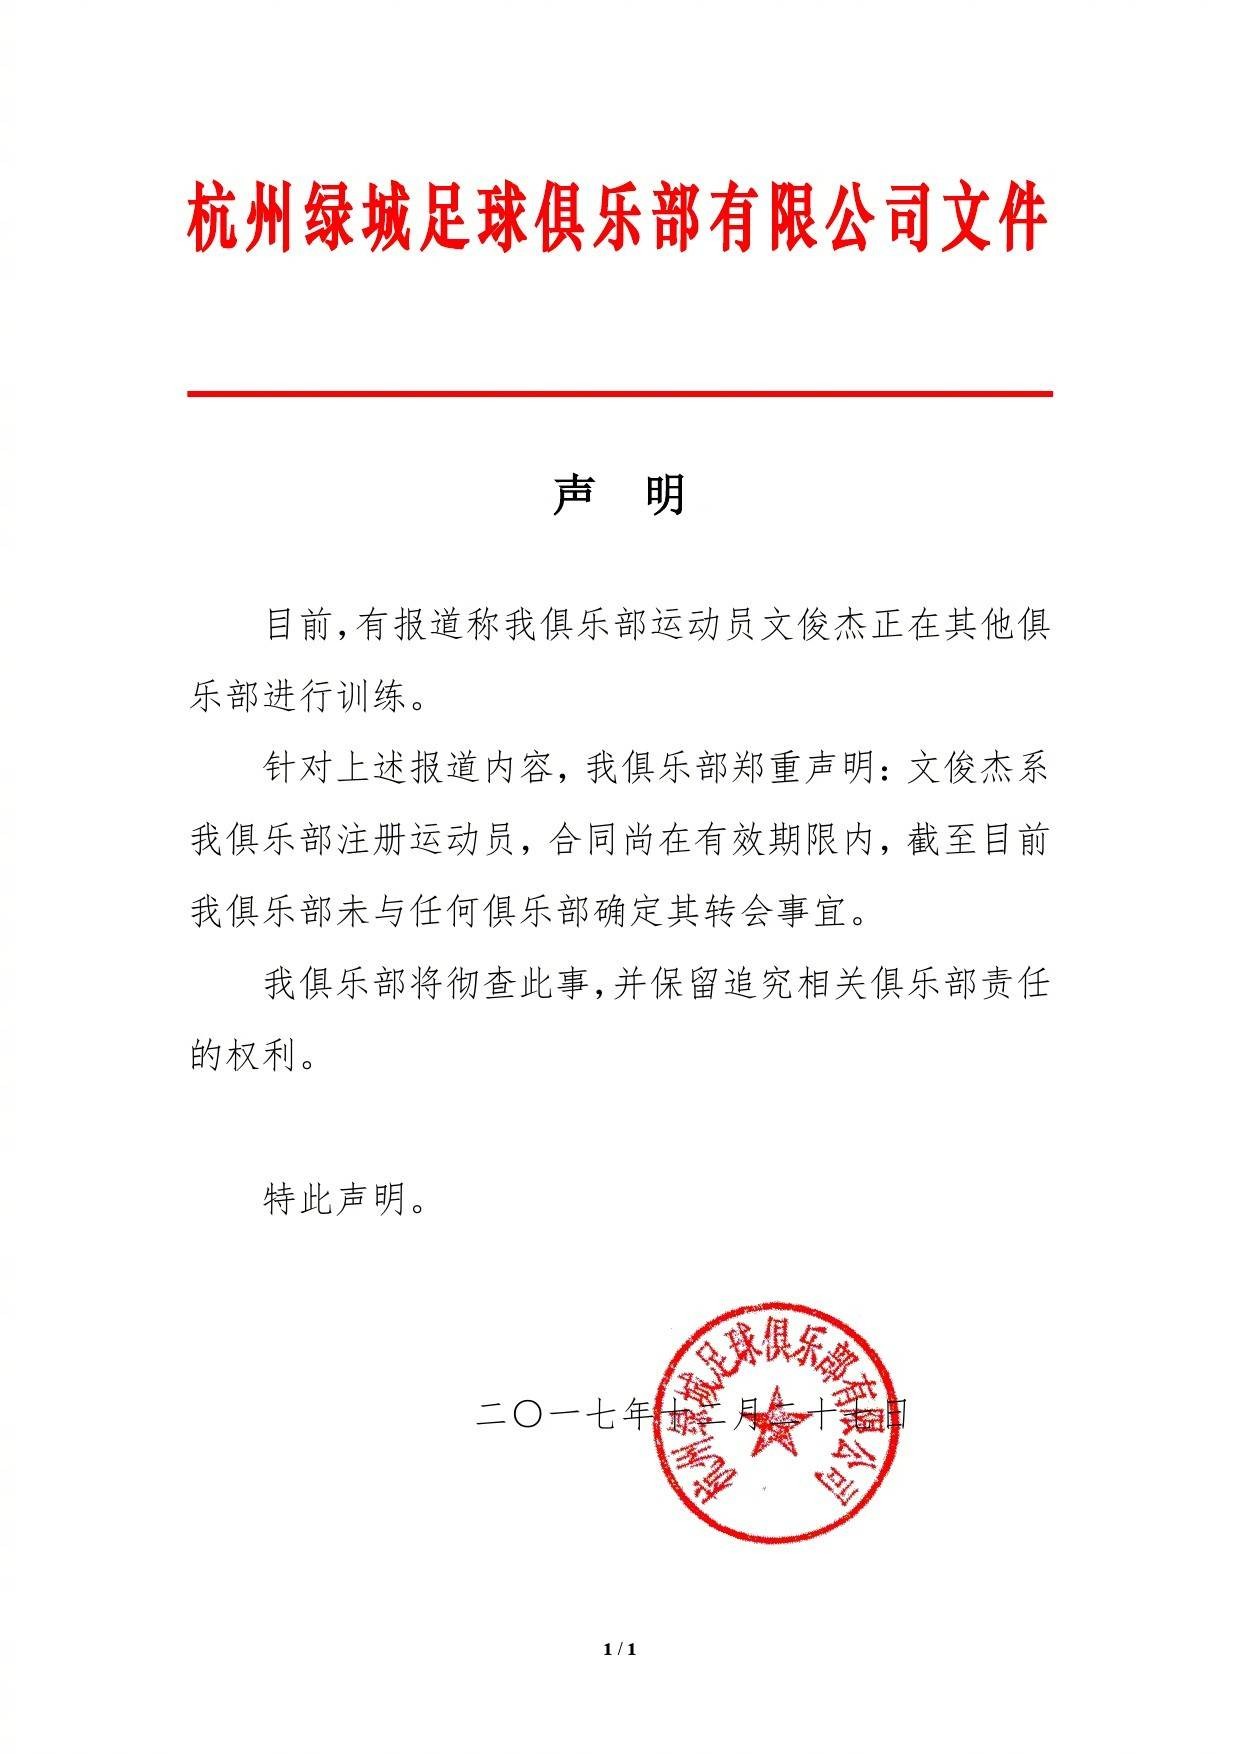 杭州绿城足球俱乐部有限公司文件
声 明
目前，有报道称我俱乐部运动员文俊杰正在其他俱
乐部进行训练。
针对上述报道内容，我俱乐部郑重声明：文俊杰系
我俱乐部注册运动员，合同尚在有效期限内，截至目前
我俱乐部未与任何俱乐部确定其转会事宜。
我俱乐部将彻查此事，并保留追究相关俱乐部责任
的权利。
特此声明。
二〇一七年十二月二十七日
杭州绿城足球俱乐部有限公司
1 / 1